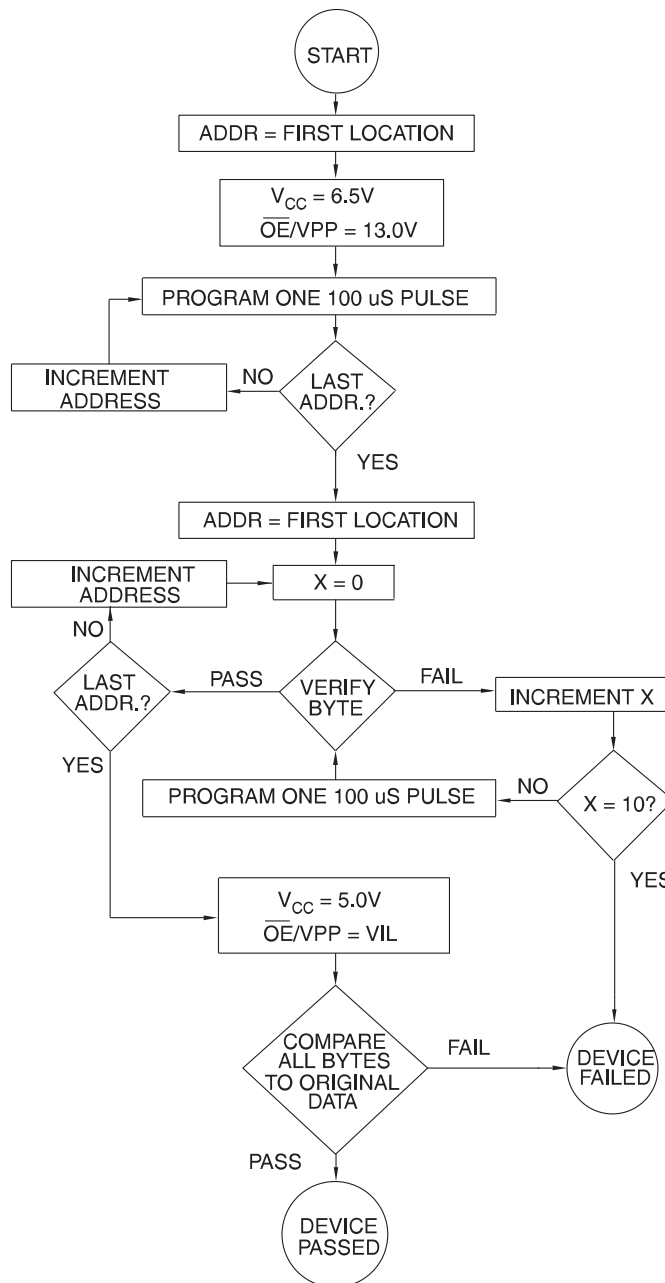 START
ADDR = FIRST LOCATION
VCC = 6.5V
OE/VPP = 13.0V
PROGRAM ONE 100 uS PULSE
INCREMENT
ADDRESS
NO
LAST
ADDR.?
YES
ADDR = FIRST LOCATION
INCREMENT
ADDRESS
X = 0
NO
LAST
ADDR.?
PASS
VERIFY
BYTE
FAIL
INCREMENT X
YES
PROGRAM ONE 100 uS PULSE
NO
X = 10?
YES
VCC = 5.0V
OE/VPP = VIL
COMPARE
ALL BYTES
TO ORIGINAL
DATA
FAIL
DEVICE
FAILED
PASS
DEVICE
PASSED